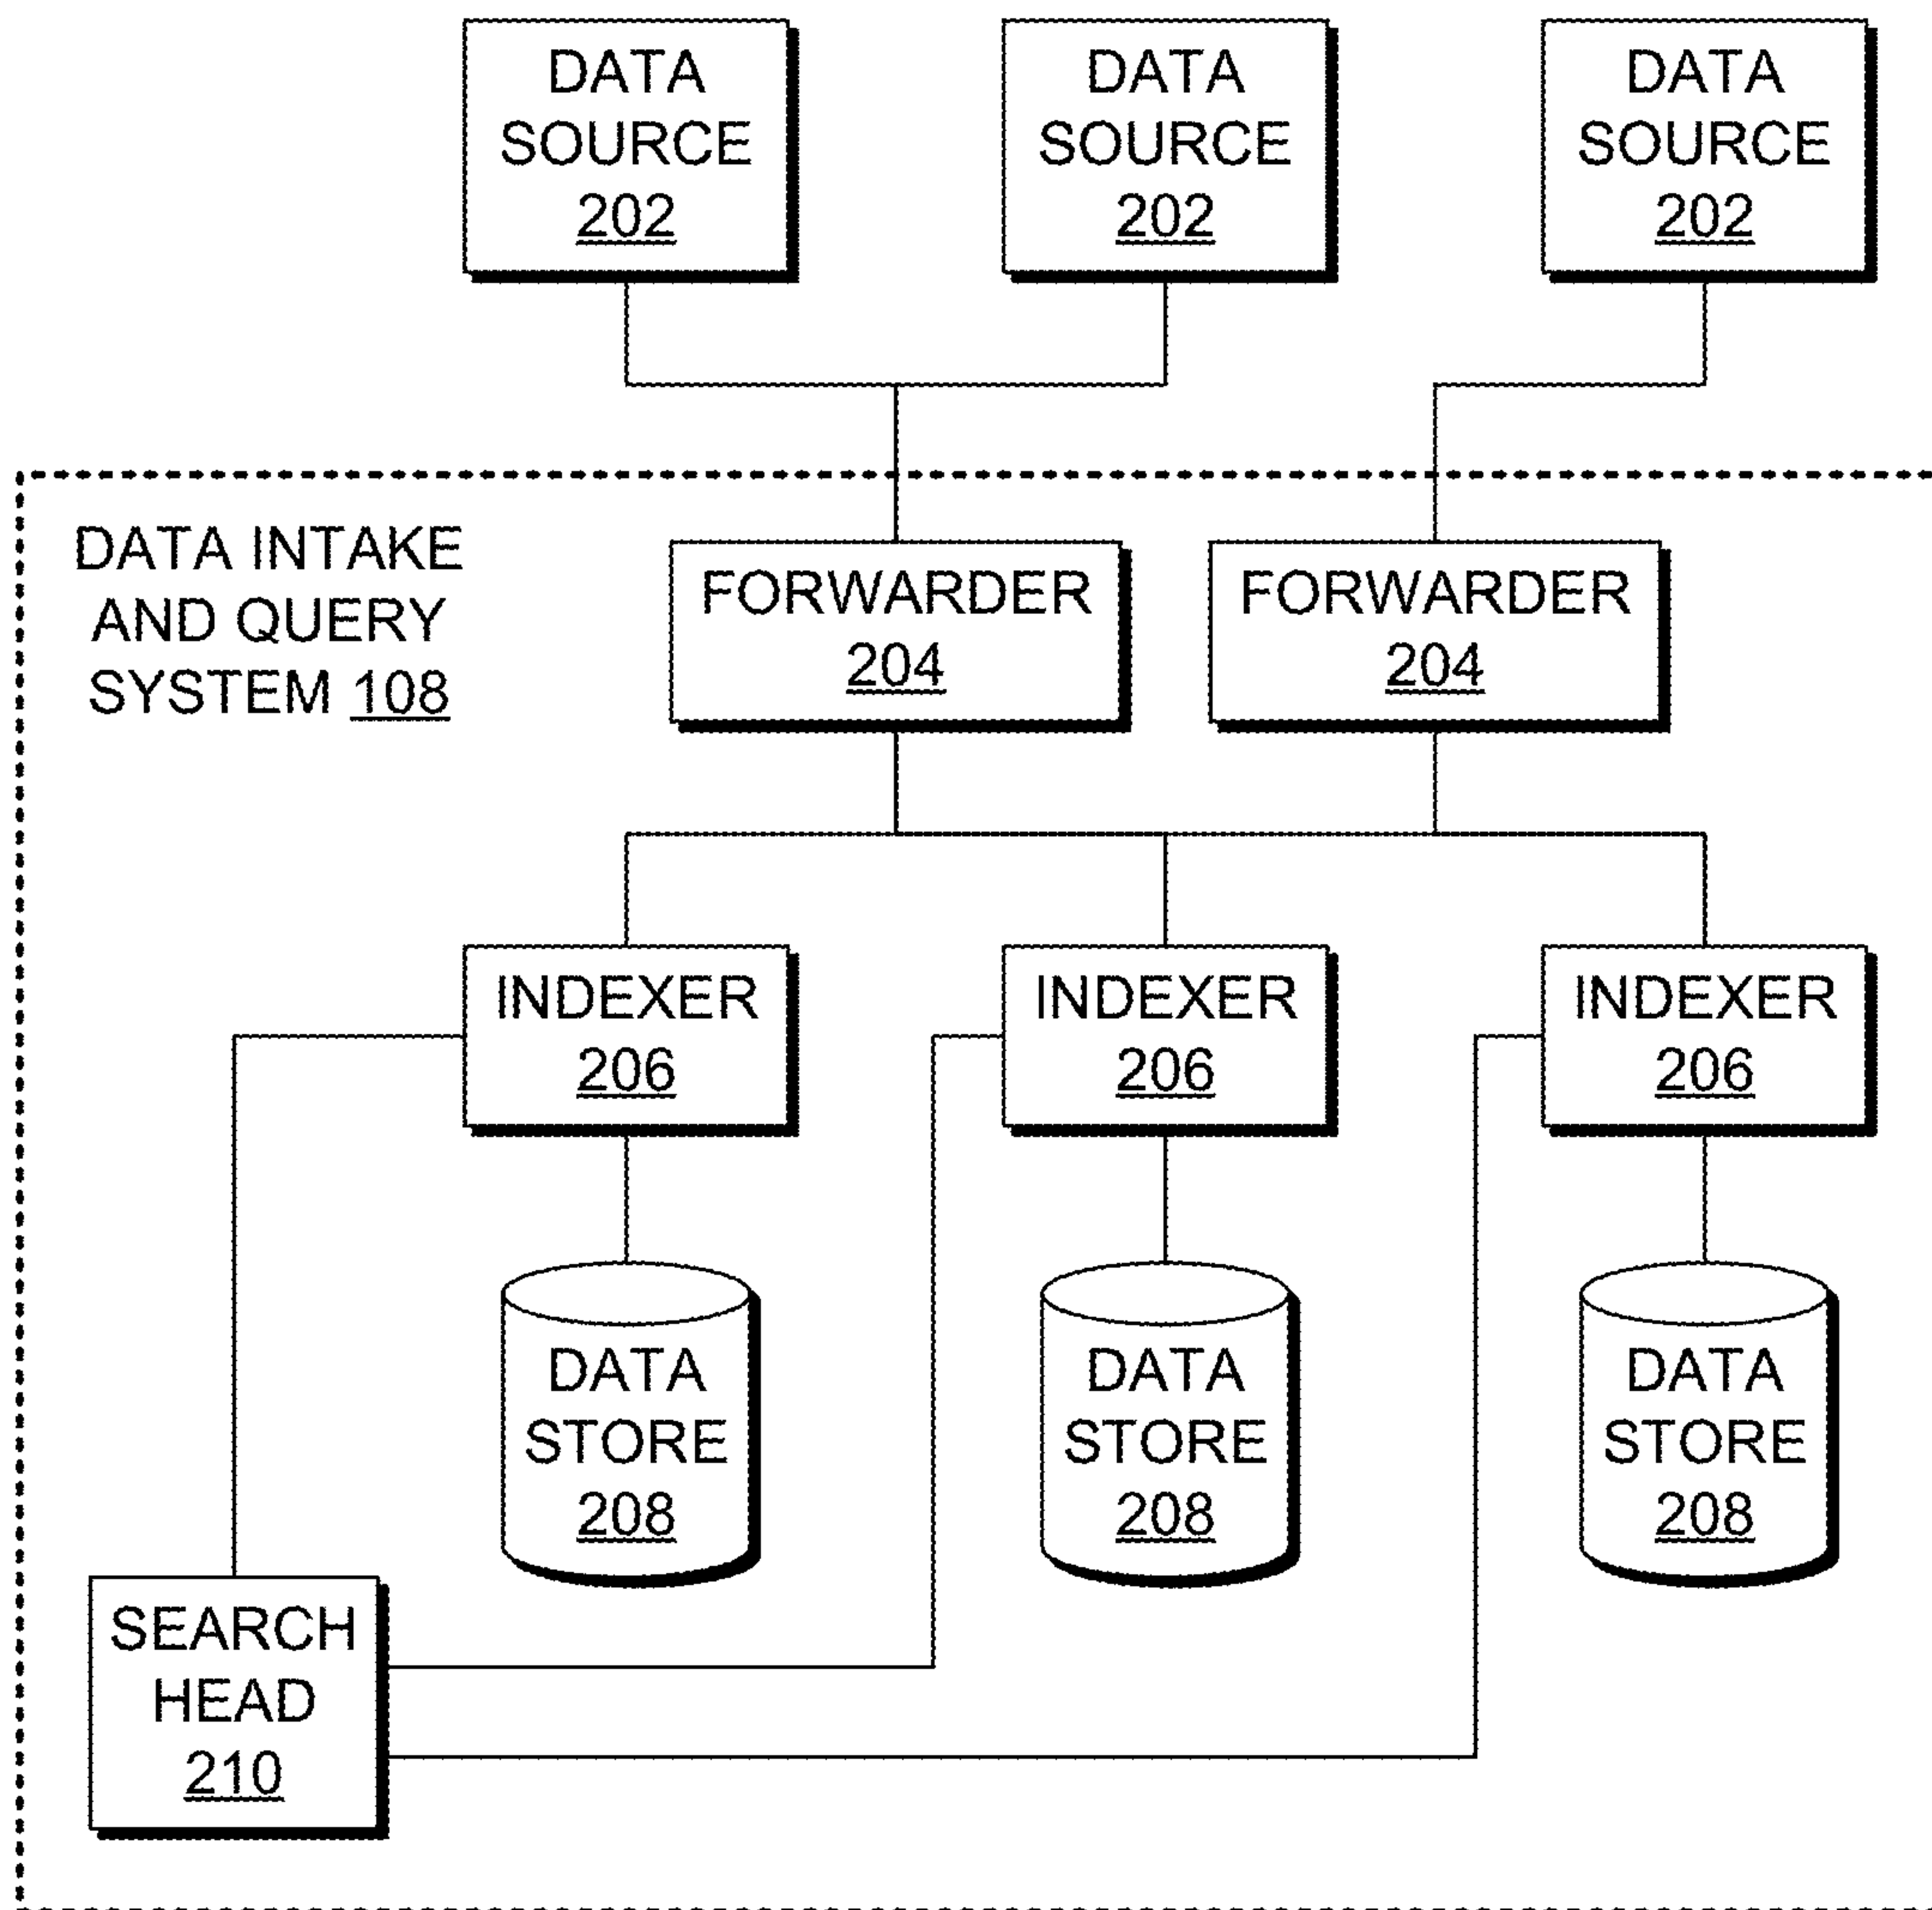 DATA
SOURCE
202
DATA
SOURCE
202
DATA
SOURCE
202
DATA INTAKE
AND QUERY
SYSTEM 108
FORWARDER
204
FORWARDER
204
INDEXER
206
INDEXER
206
INDEXER
206
DATA
STORE
208
DATA
STORE
208
DATA
STORE
208
SEARCH
HEAD
210